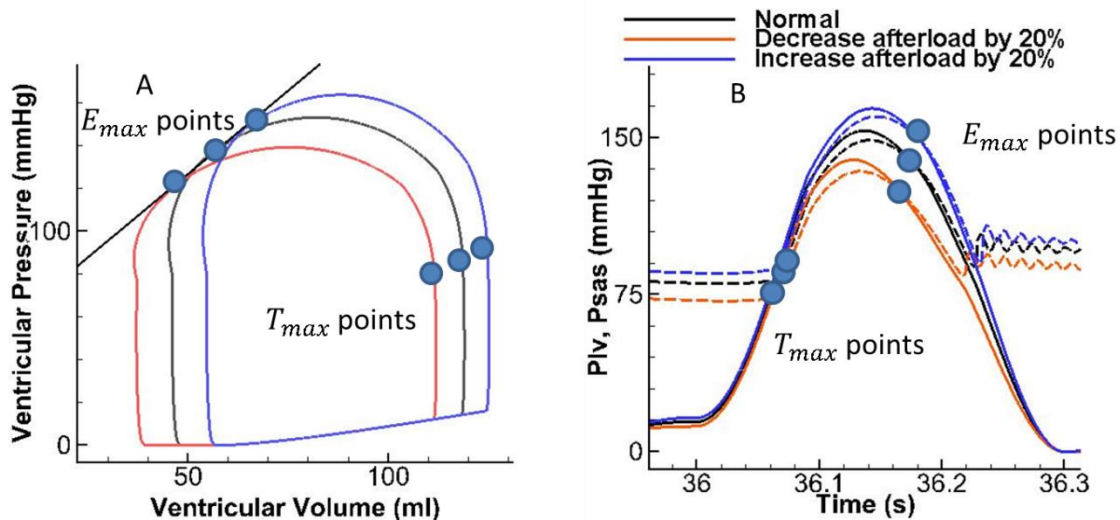 Normal
Decrease afterload by 20%
Increase afterload by 20%
A
E_max points
T_max points
100
0
50
100
Ventricular Pressure (mmHg)
Ventricular Volume (ml)
B
E_max points
T_max points
150
75
0
36
36.1
36.2
36.3
Plv, Psas (mmHg)
Time (s)